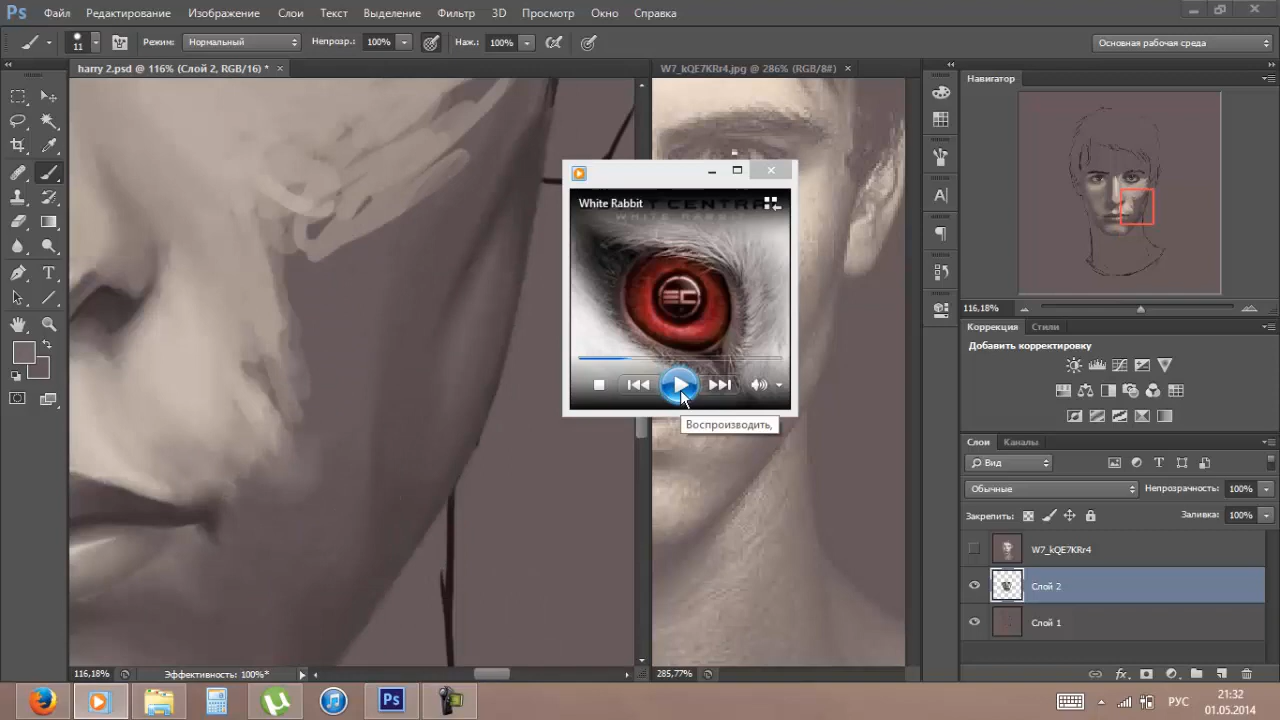 Ps Файл Редактирование Изображение Слои Текст Выделение Фильтр 3D Просмотр Окно Справка
11 Режим: Нормальный Непрозр.: 100% Наж.: 100% Основная рабочая среда
harry 2.psd @ 116% (Слой 2, RGB/16) * W7_kQE7KRr4.jpg @ 286% (RGB/8#)
Навигатор
White Rabbit
WHITE RABBIT
EC
Воспроизводить,
116,18%
Коррекция Стили
Добавить корректировку
Слои Каналы
Вид
Обычные Непрозрачность: 100%
Закрепить: Заливка: 100%
W7_kQE7KRr4
Слой 2
Слой 1
116,18% Эффективность: 100%* 285,77%
Ps РУС 21:32
01.05.2014